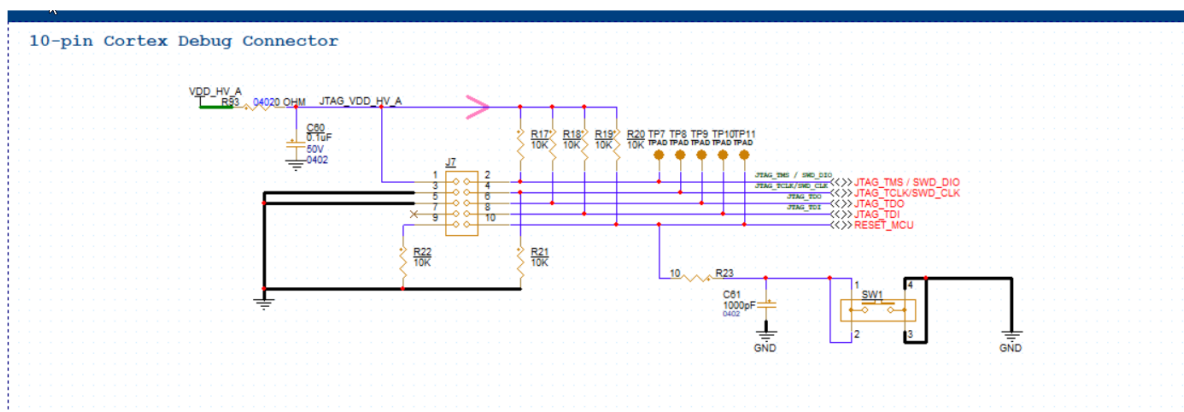 10-pin Cortex Debug Connector
VDD_HV_A
R93 04020 OHM JTAG_VDD_HV_A
C60
0.1uF
50V
0402
R17
10K
R18
10K
R19
10K
R20
10K
TP7 TP8 TP9 TP10 TP11
TPAD TPAD TPAD TPAD TPAD
J7
1 2
3 4
5 6
7 8
9 10
JTAG_TMS / SWD_DIO
JTAG_TCLK/SWD_CLK
JTAG_TDO
JTAG_TDI
JTAG_TMS / SWD_DIO
JTAG_TCLK/SWD_CLK
JTAG_TDO
JTAG_TDI
RESET_MCU
R22
10K
R21
10K
10 R23
C61
1000pF
0402
GND
1 4
SW1
2 3
GND